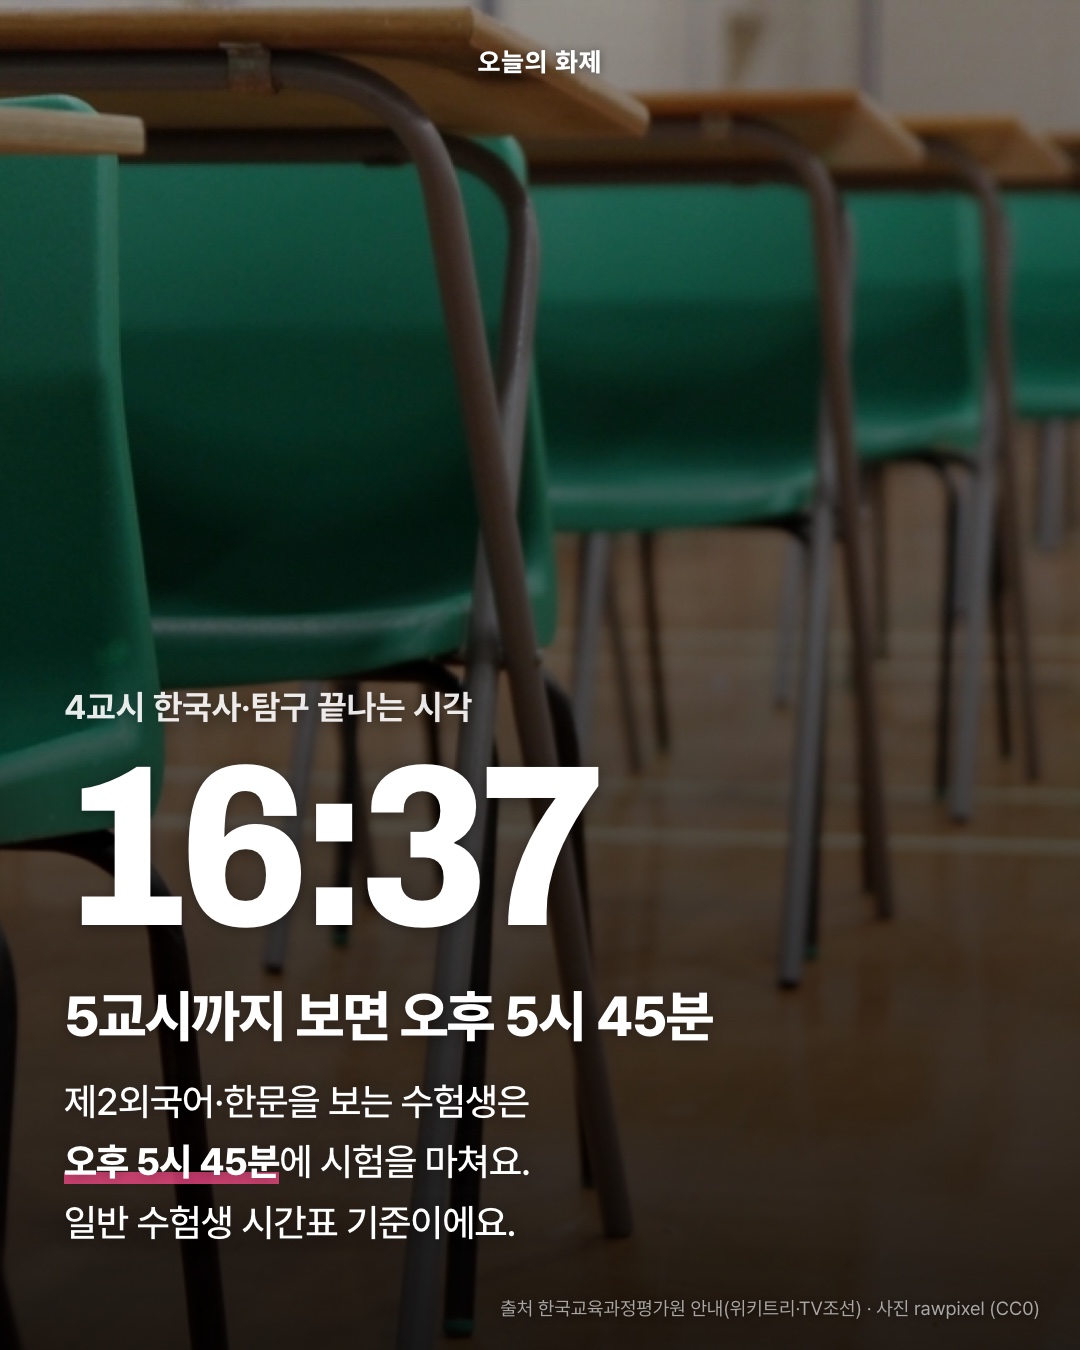 오늘의 화제
4교시 한국사·탐구 끝나는 시각
16:37
5교시까지 보면 오후 5시 45분
제2외국어·한문을 보는 수험생은
오후 5시 45분에 시험을 마쳐요.
일반 수험생 시간표 기준이에요.
출처 한국교육과정평가원 안내(위키트리·TV조선) · 사진 rawpixel (CC0)